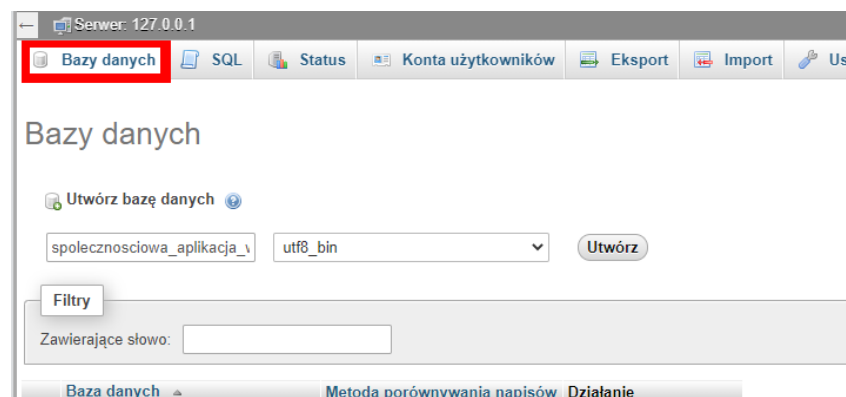 ← Serwer: 127.0.0.1
Bazy danych SQL Status Konta użytkowników Eksport Import
Bazy danych
Utwórz bazę danych
spolecznosciowa_aplikacja_ utf8_bin Utwórz
Filtry
Zawierające słowo:
Baza danych Metoda porównywania napisów Działanie